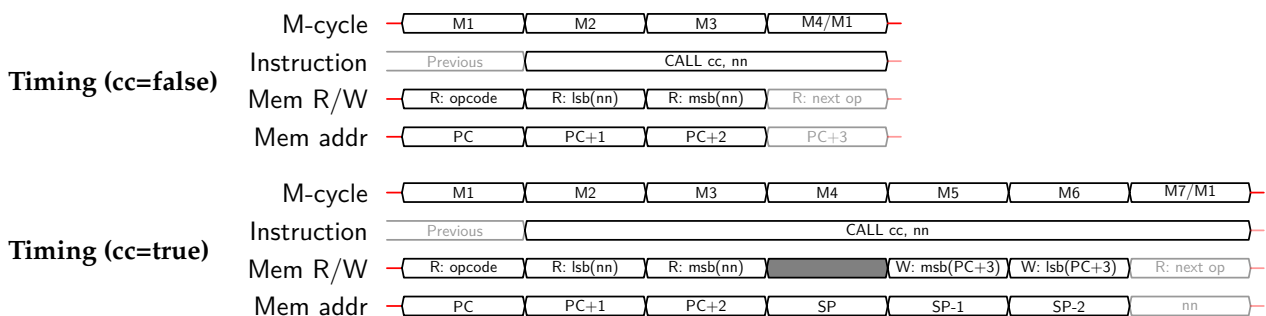 M-cycle M1 M2 M3 M4/M1
Timing (cc=false)
Instruction Previous CALL cc, nn
Mem R/W R: opcode R: lsb(nn) R: msb(nn) R: next op
Mem addr PC PC+1 PC+2 PC+3
M-cycle M1 M2 M3 M4 M5 M6 M7/M1
Timing (cc=true)
Instruction Previous CALL cc, nn
Mem R/W R: opcode R: lsb(nn) R: msb(nn) W: msb(PC+3) W: lsb(PC+3) R: next op
Mem addr PC PC+1 PC+2 SP SP-1 SP-2 nn